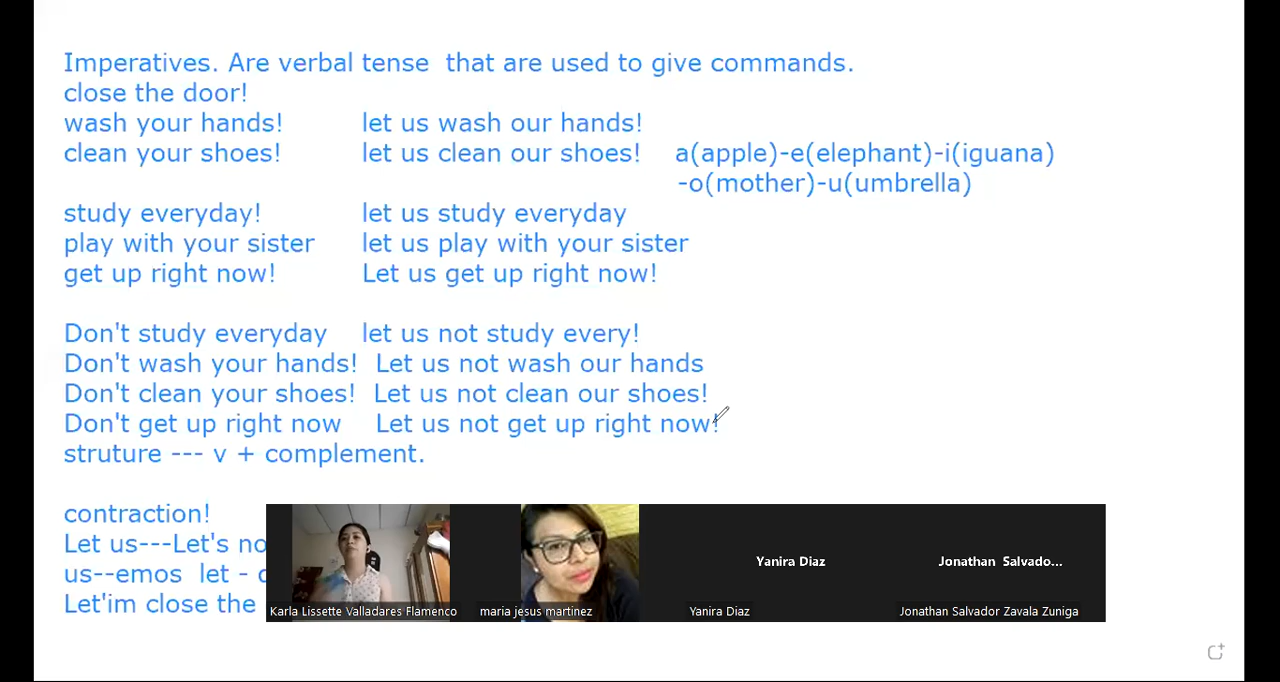 Imperatives. Are verbal tense that are used to give commands.
close the door!
wash your hands! let us wash our hands!
clean your shoes! let us clean our shoes! a(apple)-e(elephant)-i(iguana)
-o(mother)-u(umbrella)
study everyday! let us study everyday
play with your sister let us play with your sister
get up right now! Let us get up right now!
Don't study everyday let us not study every!
Don't wash your hands! Let us not wash our hands
Don't clean your shoes! Let us not clean our shoes!
Don't get up right now Let us not get up right now!
struture --- v + complement.
contraction!
Let us---Let's no
us--emos let -
Let'im close the
Yanira Diaz Jonathan Salvado...
Karla Lissette Valladares Flamenco maria jesus martinez Yanira Diaz Jonathan Salvador Zavala Zuniga